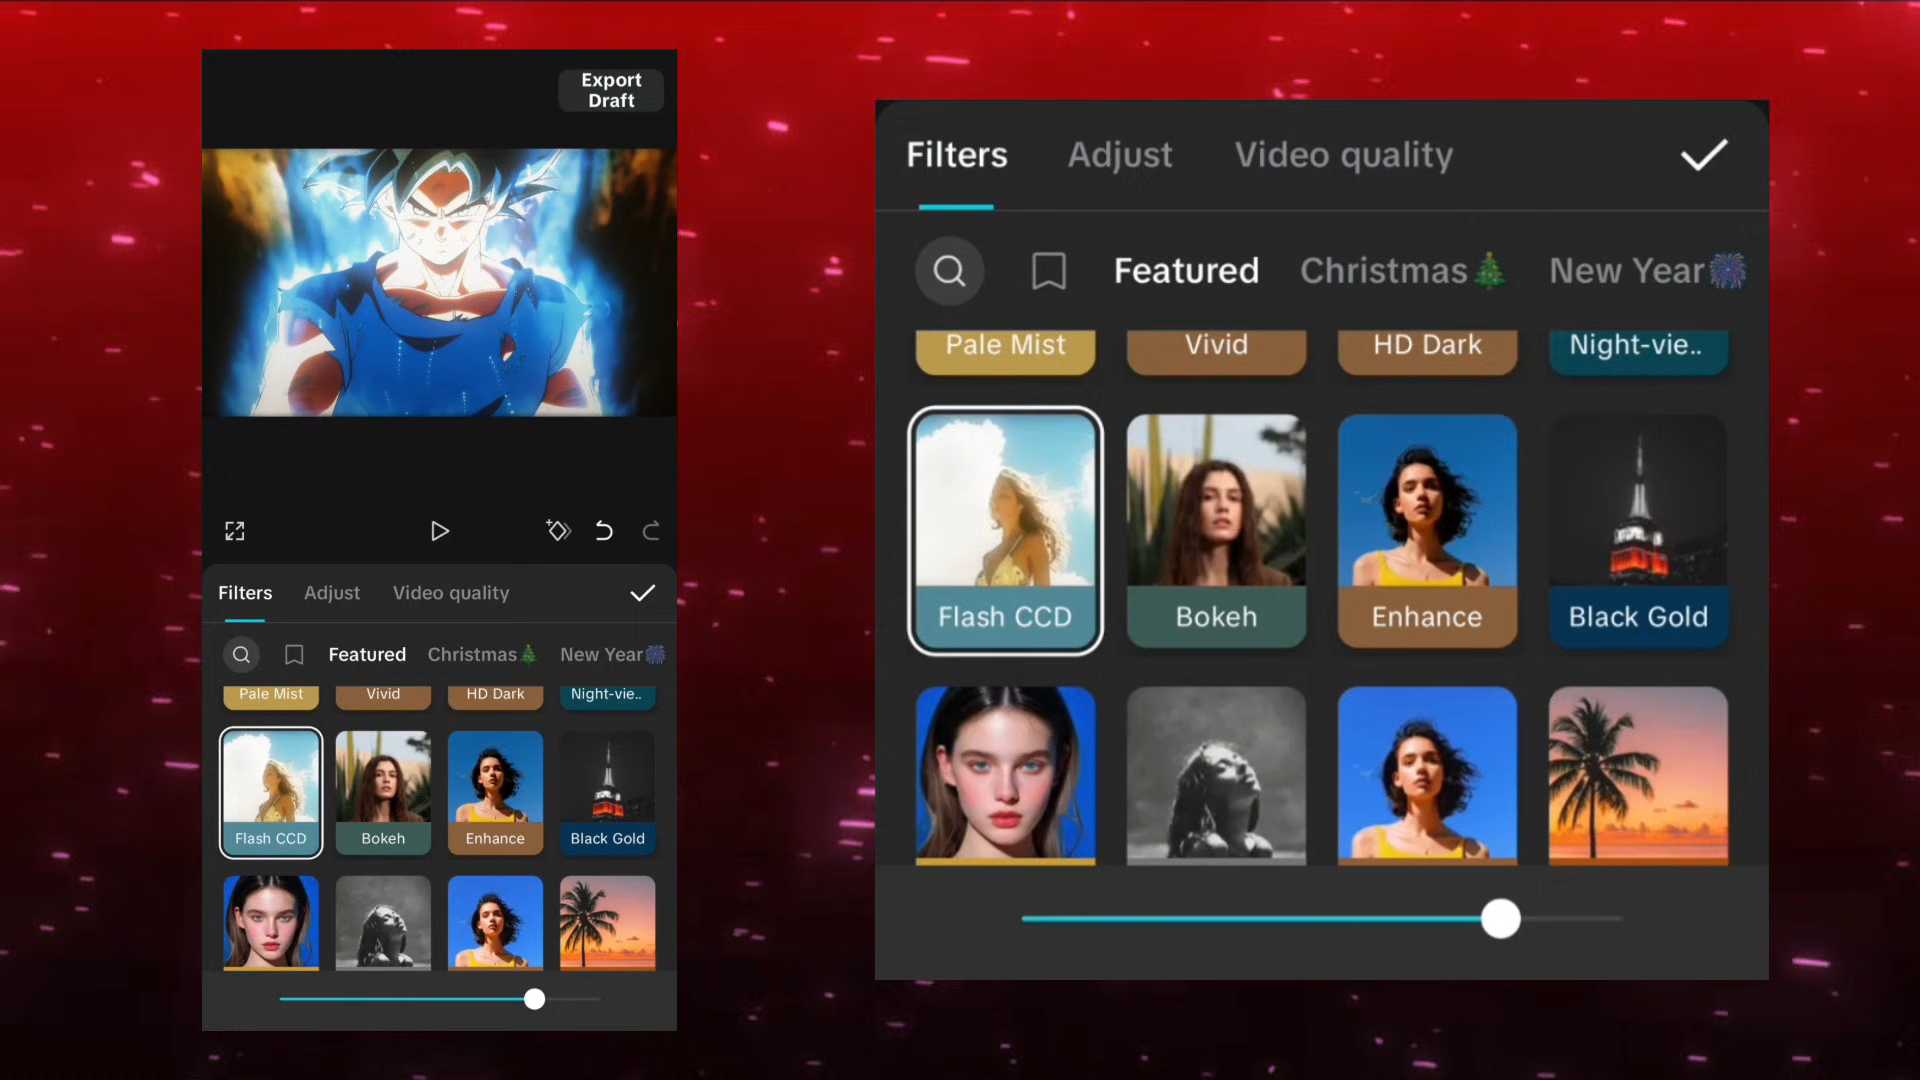 Export
Draft
Filters Adjust Video quality
Featured Christmas🎄 New Year🎆
Pale Mist Vivid HD Dark Night-vie..
Flash CCD Bokeh Enhance Black Gold
Filters Adjust Video quality
Featured Christmas🎄 New Year🎆
Pale Mist Vivid HD Dark Night-vie..
Flash CCD Bokeh Enhance Black Gold